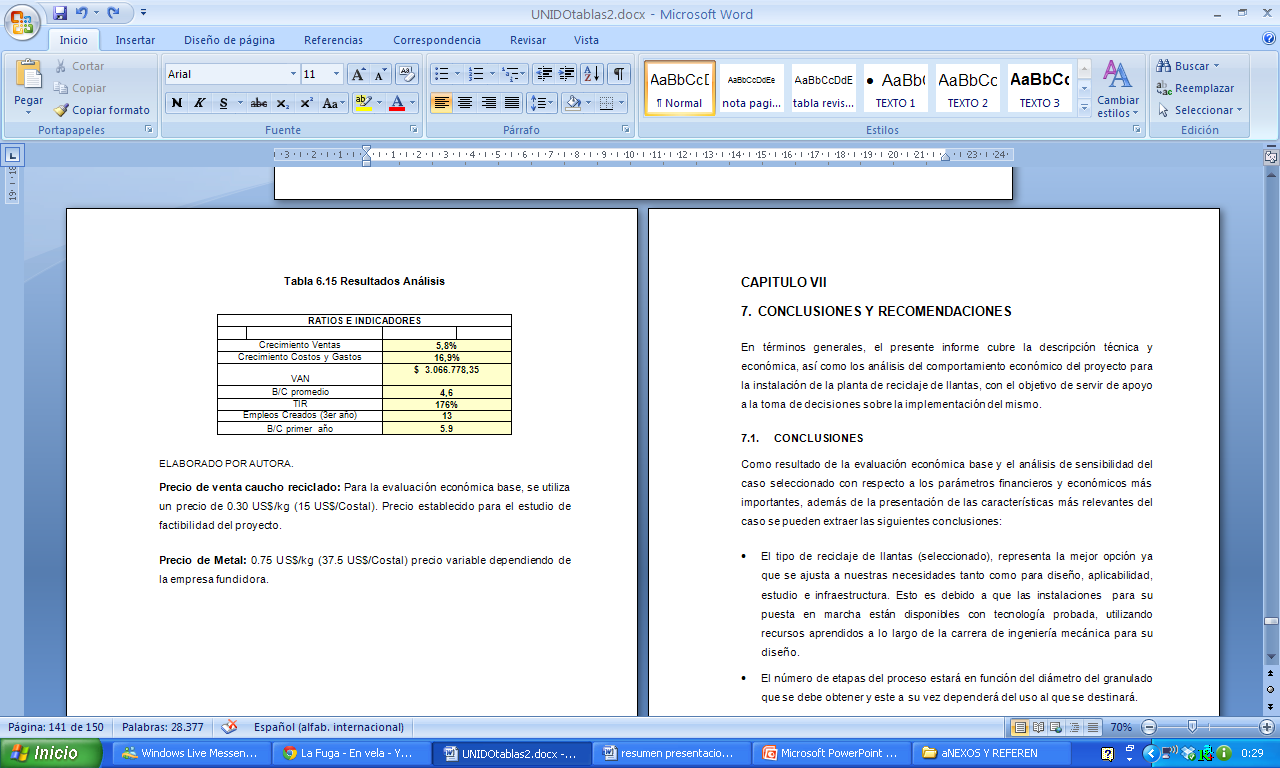 UNIDOtablas2.docx - Microsoft Word
Inicio Insertar Diseño de página Referencias Correspondencia Revisar Vista
Pegar
Cortar
Copiar
Copiar formato
Portapapeles
Arial 11
N K S abc x₂ x² Aa
Fuente
Párrafo
AaBbCcD AaBbCcDdEe AaBbCcDdE AaBbC AaBbCc AaBbCc
¶ Normal nota pagi... tabla revis... TEXTO 1 TEXTO 2 TEXTO 3
Cambiar
estilos
Estilos
Buscar
Reemplazar
Seleccionar
Edición
Tabla 6.15 Resultados Análisis
RATIOS E INDICADORES
Crecimiento Ventas 5,8%
Crecimiento Costos y Gastos 16,9%
VAN $ 3.066.778,35
B/C promedio 4,6
TIR 176%
Empleos Creados (3er año) 13
B/C primer año 5.9
ELABORADO POR AUTORA.
Precio de venta caucho reciclado: Para la evaluación económica base, se utiliza
un precio de 0.30 US$/kg (15 US$/Costal). Precio establecido para el estudio de
factibilidad del proyecto.
Precio de Metal: 0.75 US$/kg (37.5 US$/Costal) precio variable dependiendo de
la empresa fundidora.
CAPITULO VII
7. CONCLUSIONES Y RECOMENDACIONES
En términos generales, el presente informe cubre la descripción técnica y
económica, así como los análisis del comportamiento económico del proyecto para
la instalación de la planta de reciclaje de llantas, con el objetivo de servir de apoyo
a la toma de decisiones sobre la implementación del mismo.
7.1. CONCLUSIONES
Como resultado de la evaluación económica base y el análisis de sensibilidad del
caso seleccionado con respecto a los parámetros financieros y económicos más
importantes, además de la presentación de las características más relevantes del
caso se pueden extraer las siguientes conclusiones:
• El tipo de reciclaje de llantas (seleccionado), representa la mejor opción ya
que se ajusta a nuestras necesidades tanto como para diseño, aplicabilidad,
estudio e infraestructura. Esto es debido a que las instalaciones para su
puesta en marcha están disponibles con tecnología probada, utilizando
recursos aprendidos a lo largo de la carrera de ingeniería mecánica para su
diseño.
• El número de etapas del proceso estará en función del diámetro del granulado
que se debe obtener y este a su vez dependerá del uso al que se destinará.
Página: 141 de 150 Palabras: 28.377 Español (alfab. internacional) 70%
Inicio Windows Live Messen... La Fuga - En vela - Y... UNIDOtablas2.docx -... resumen presentacio... Microsoft PowerPoint ... aNEXOS Y REFEREN 0:29